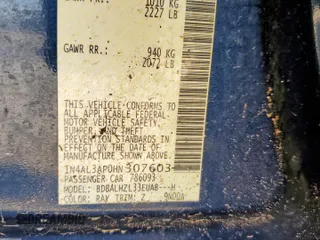 1010 KG
2227 LB
GAWR RR.:
940 KG
2072 LB
THIS VEHICLE CONFORMS TO
ALL APPLICABLE FEDERAL
MOTOR VEHICLE SAFETY,
BUMPER, AND THEFT
PREVENTION STANDARDS
IN EFFECT ON THE DATE OF
MANUFACTURE SHOWN ABOVE.
1N4AL3AP0HN307603
PASSENGER CAR 786093
MODEL:
COLOR: RAY TRIM: Z